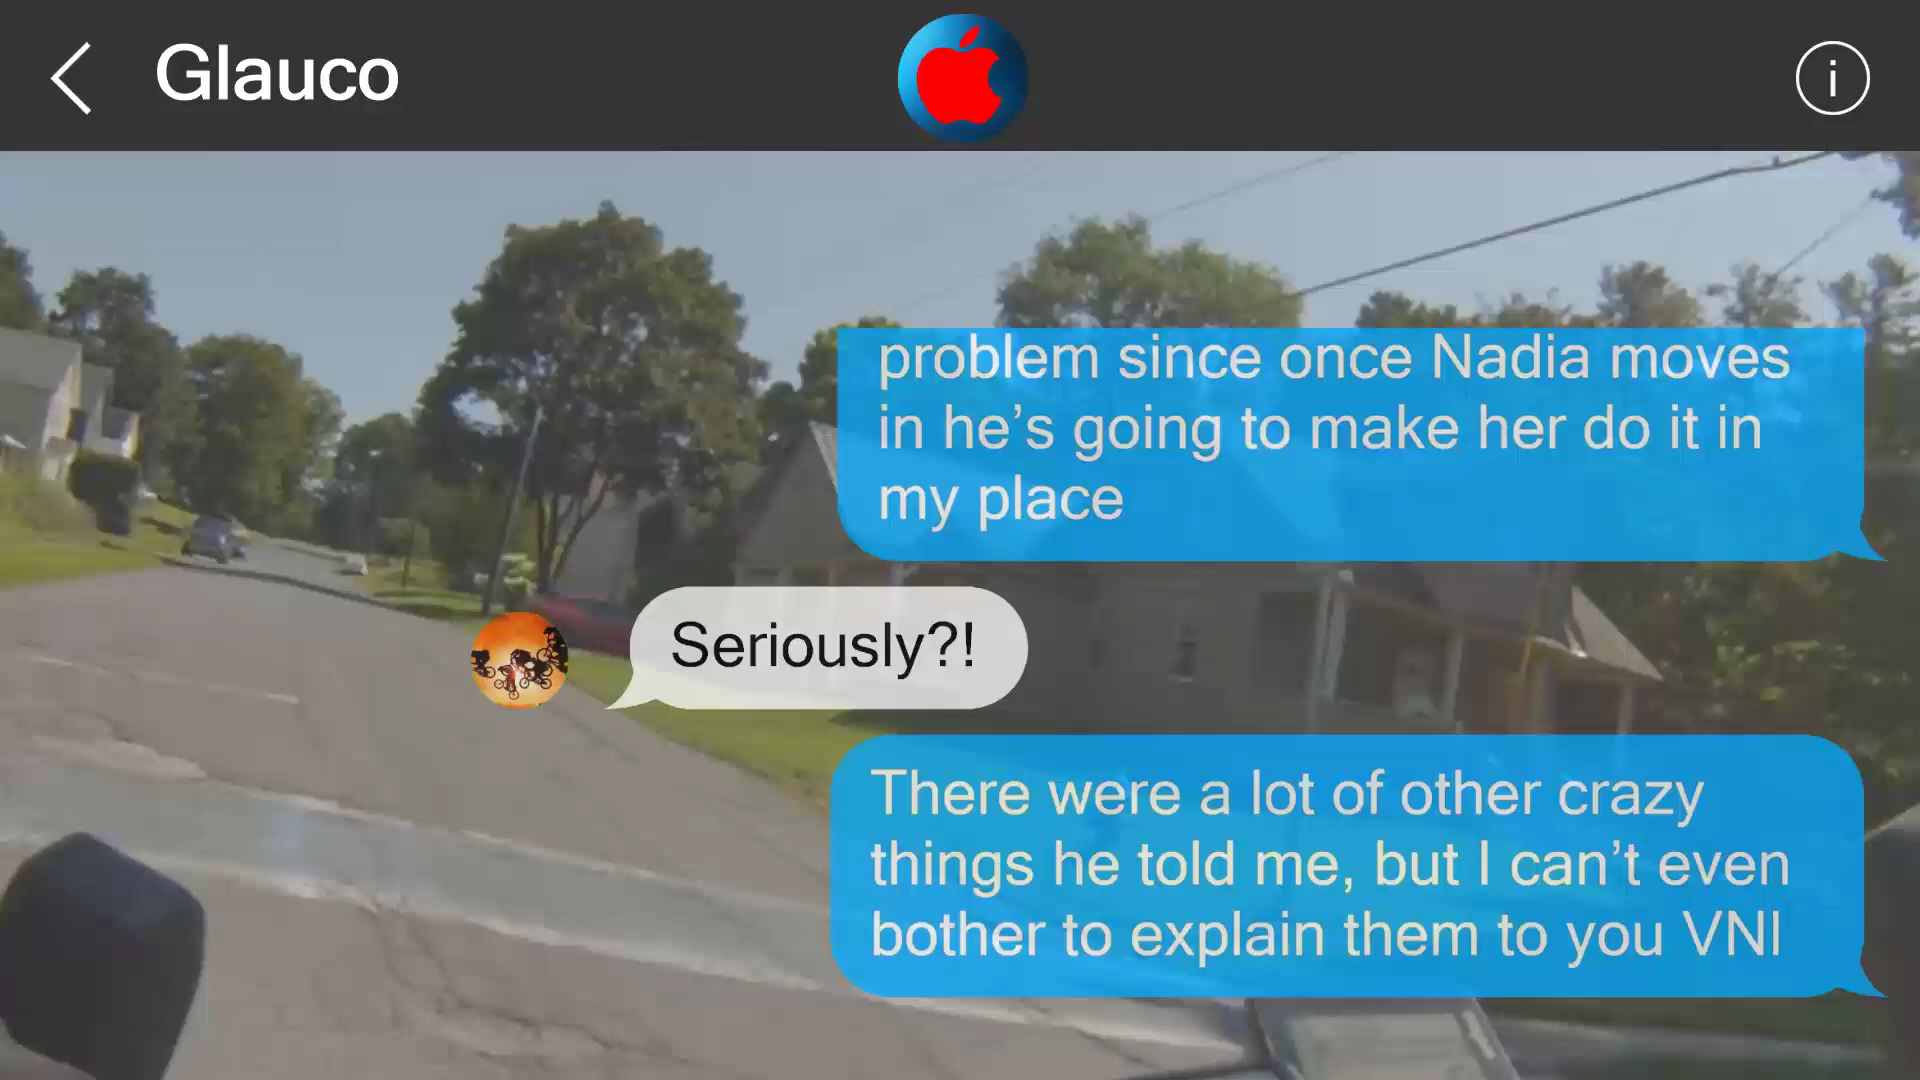 Glauco
i
problem since once Nadia moves
in he’s going to make her do it in
my place
Seriously?!
There were a lot of other crazy
things he told me, but I can’t even
bother to explain them to you VNI